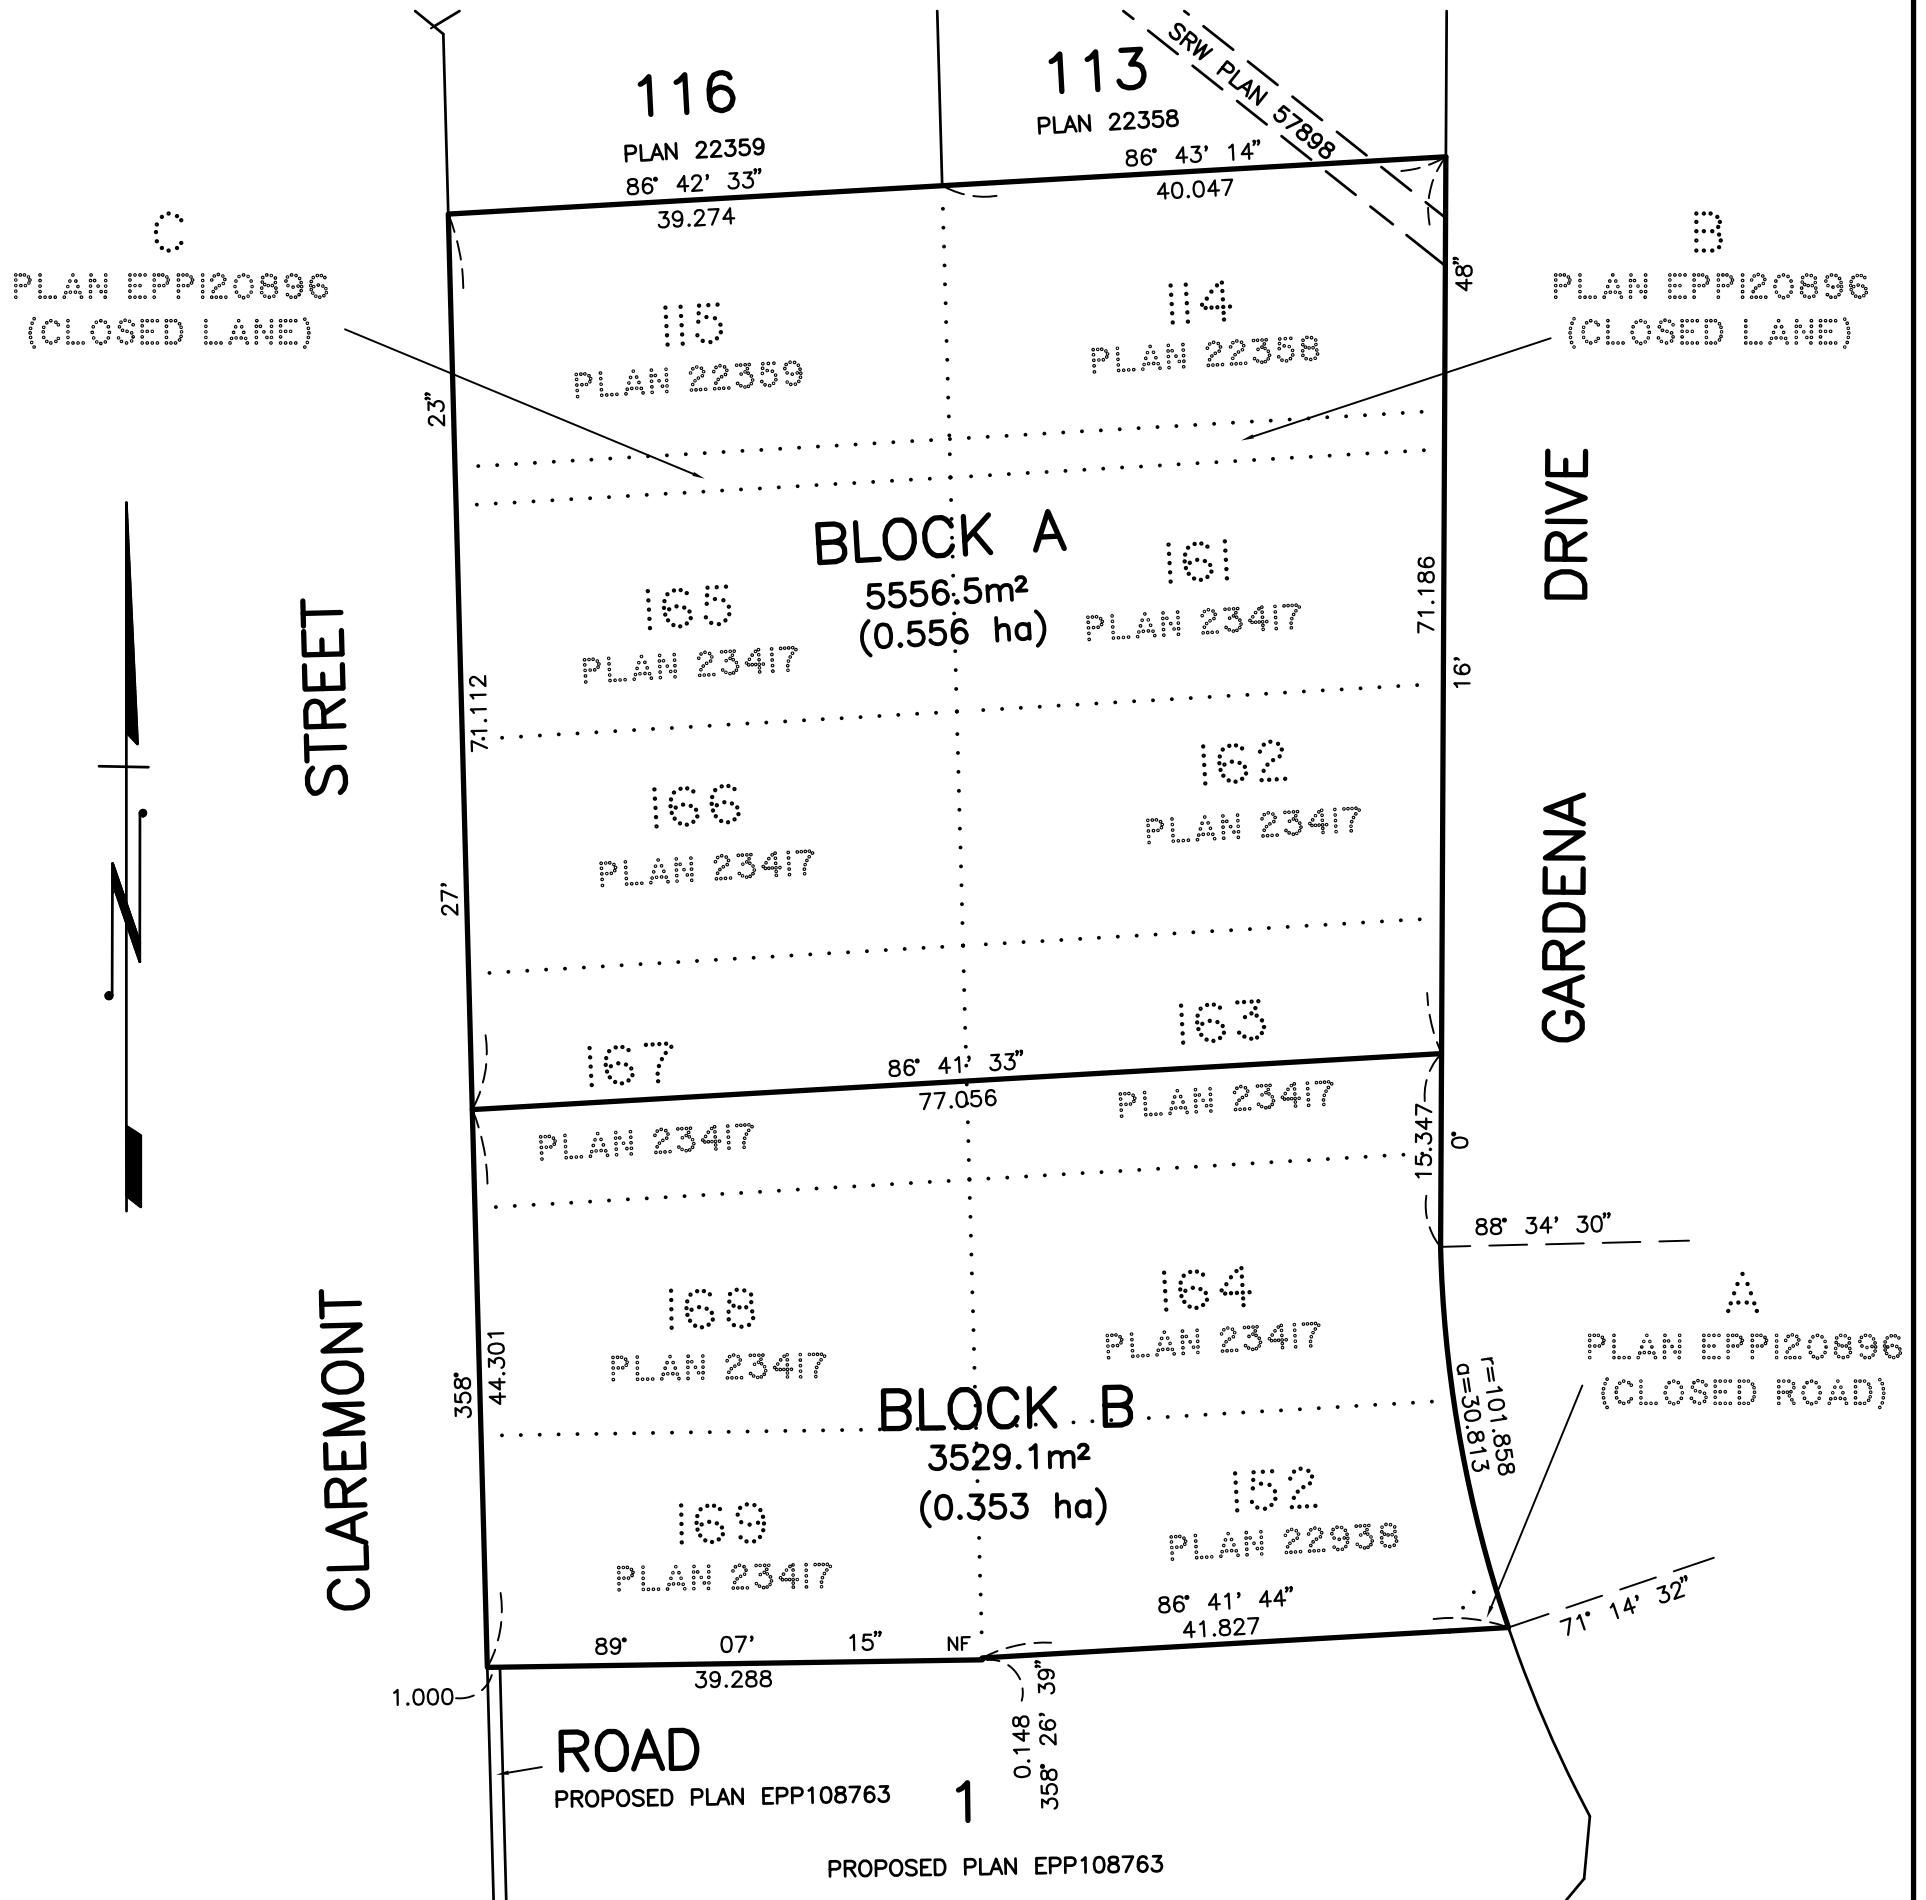 116
PLAN 22359
86° 42' 33"
39.274
113
PLAN 22358
86° 43' 14"
40.047
SRW PLAN 57898
C
PLAN EPP120896
(CLOSED LANE)
B
PLAN EPP120896
(CLOSED LANE)
115
PLAN 22359
114
PLAN 22358
48"
23"
BLOCK A
5556.5m²
(0.556 ha)
165
PLAN 23417
161
PLAN 23417
71.186
16'
71.112
166
PLAN 23417
162
PLAN 23417
27'
GARDENA DRIVE
CLAREMONT STREET
N
167
PLAN 23417
163
PLAN 23417
86° 41' 33"
77.056
15.347
0°
88° 34' 30"
168
PLAN 23417
164
PLAN 23417
A
PLAN EPP120896
(CLOSED ROAD)
r=101.858
a=30.813
358°
44.301
BLOCK B
3529.1m²
(0.353 ha)
169
PLAN 23417
152
PLAN 22938
86° 41' 44"
41.827
71° 14' 32"
89° 07' 15"
NF
39.288
1.000
0.148
358° 26' 39"
ROAD
PROPOSED PLAN EPP108763
1
PROPOSED PLAN EPP108763